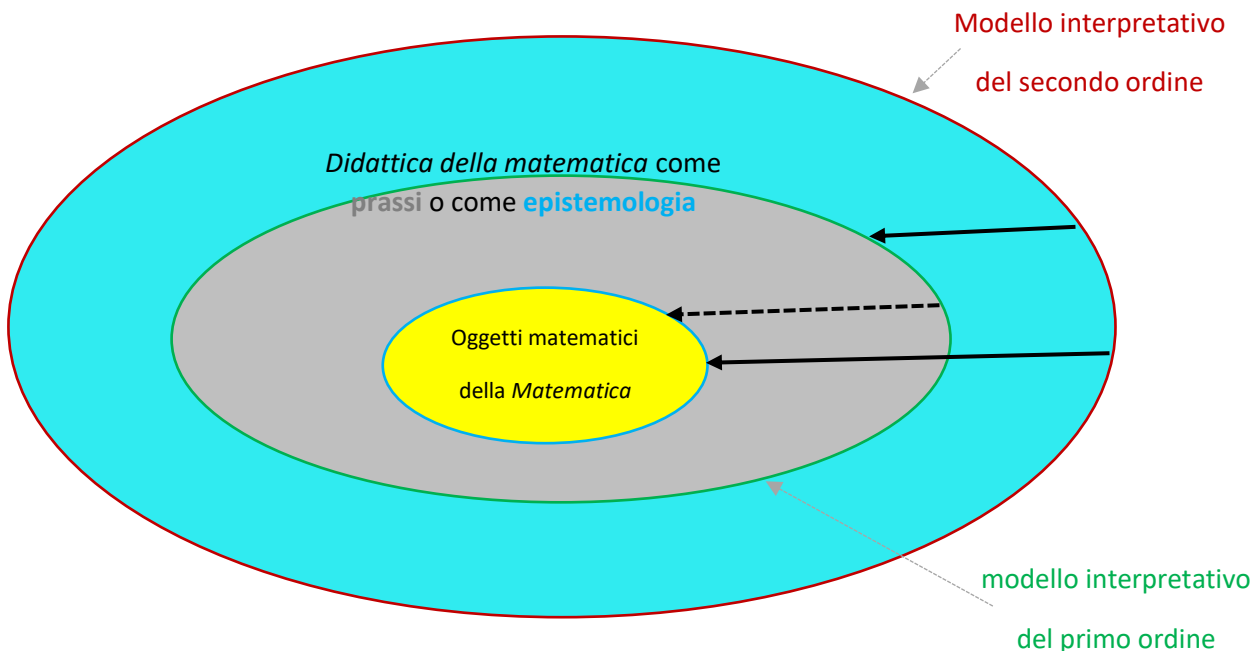 Modello interpretativo
del secondo ordine
Didattica della matematica come
prassi o come epistemologia
Oggetti matematici
della Matematica
modello interpretativo
del primo ordine